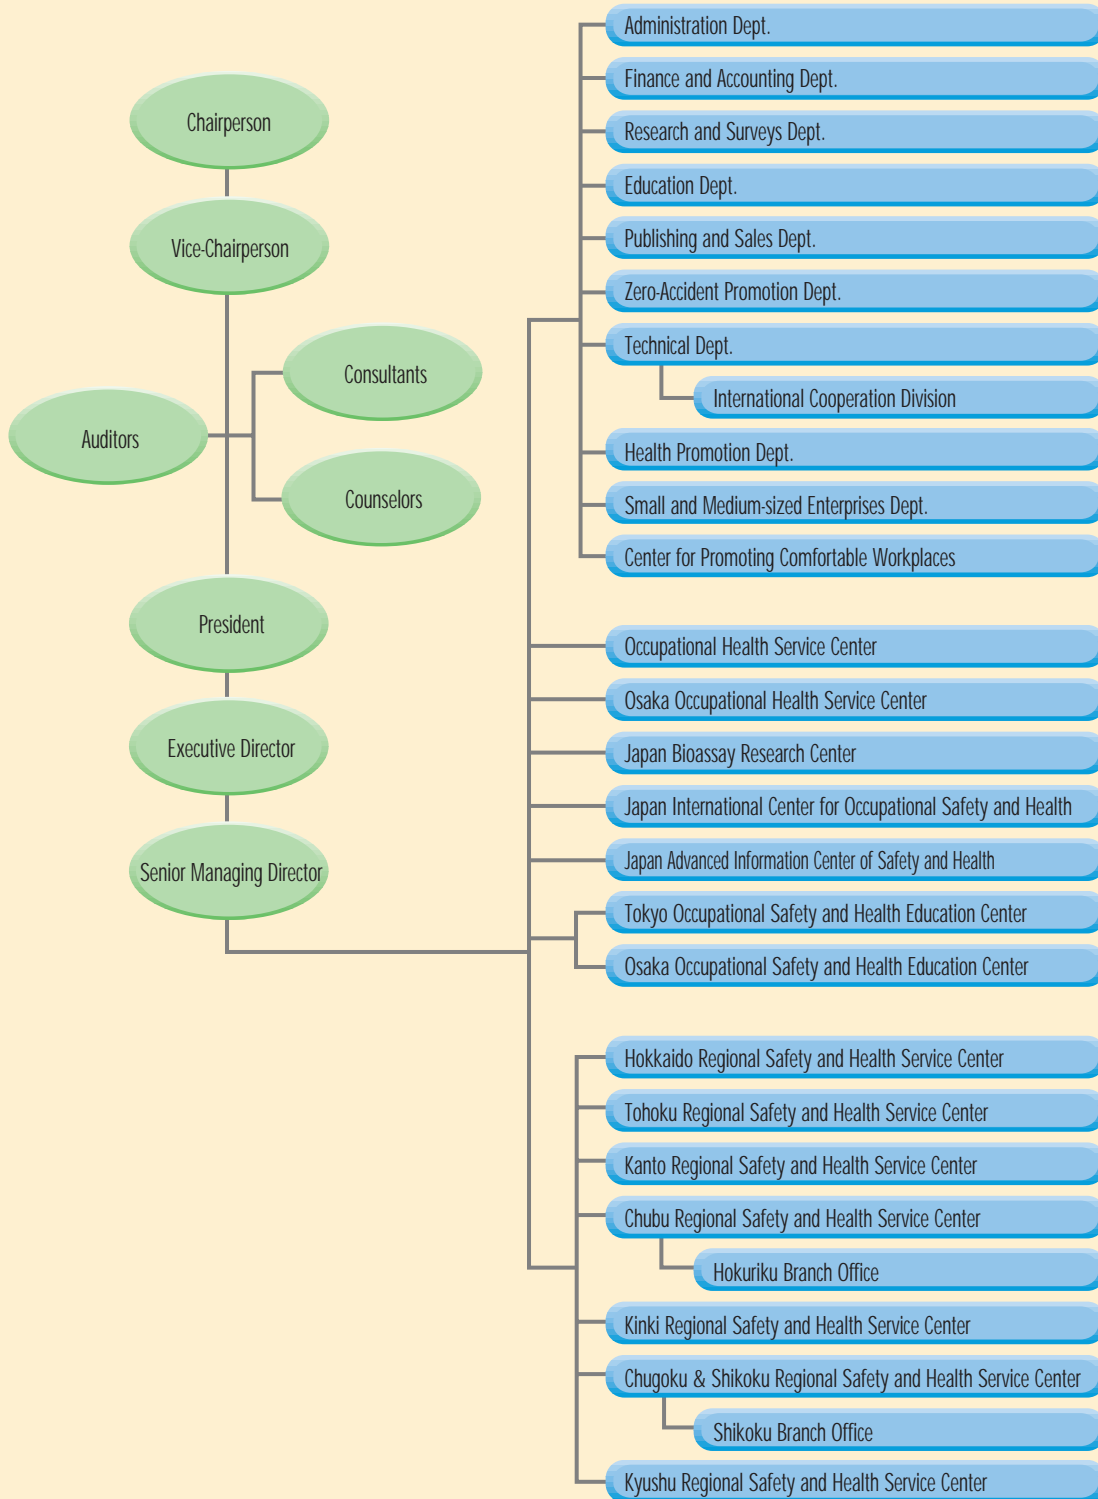 Chairperson
Vice-Chairperson
Consultants
Auditors
Counselors
President
Executive Director
Senior Managing Director
Administration Dept.
Finance and Accounting Dept.
Research and Surveys Dept.
Education Dept.
Publishing and Sales Dept.
Zero-Accident Promotion Dept.
Technical Dept.
International Cooperation Division
Health Promotion Dept.
Small and Medium-sized Enterprises Dept.
Center for Promoting Comfortable Workplaces
Occupational Health Service Center
Osaka Occupational Health Service Center
Japan Bioassay Research Center
Japan International Center for Occupational Safety and Health
Japan Advanced Information Center of Safety and Health
Tokyo Occupational Safety and Health Education Center
Osaka Occupational Safety and Health Education Center
Hokkaido Regional Safety and Health Service Center
Tohoku Regional Safety and Health Service Center
Kanto Regional Safety and Health Service Center
Chubu Regional Safety and Health Service Center
Hokuriku Branch Office
Kinki Regional Safety and Health Service Center
Chugoku & Shikoku Regional Safety and Health Service Center
Shikoku Branch Office
Kyushu Regional Safety and Health Service Center